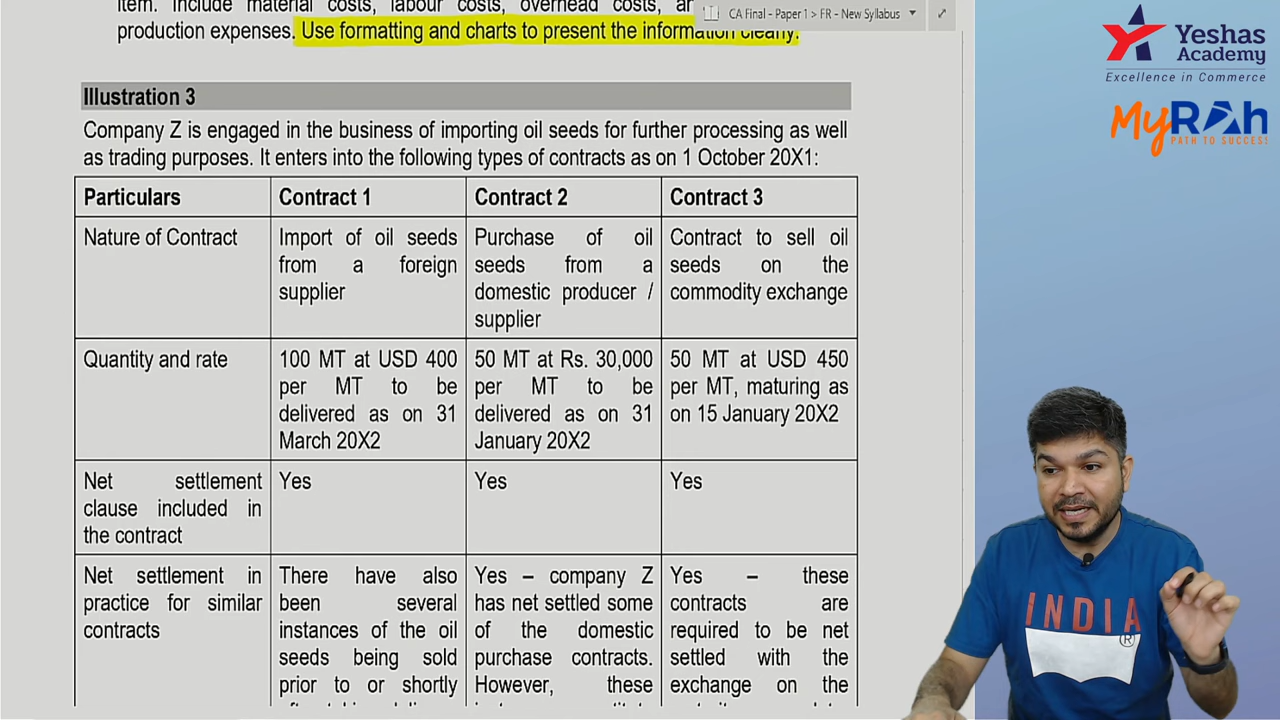 item. Include material costs, labour costs, overhead costs,
CA Final - Paper 1 > FR - New Syllabus
production expenses. Use formatting and charts to present the information clearly.
Yeshas
Academy
Excellence in Commerce
MyRAh
PATH TO SUCCESS
Illustration 3
Company Z is engaged in the business of importing oil seeds for further processing as well
as trading purposes. It enters into the following types of contracts as on 1 October 20X1:
Particulars
Contract 1
Contract 2
Contract 3
Nature of Contract
Import of oil seeds
from a foreign
supplier
Purchase of oil
seeds from a
domestic producer /
supplier
Contract to sell oil
seeds on the
commodity exchange
Quantity and rate
100 MT at USD 400
per MT to be
delivered as on 31
March 20X2
50 MT at Rs. 30,000
per MT to be
delivered as on 31
January 20X2
50 MT at USD 450
per MT, maturing as
on 15 January 20X2
Net settlement
clause included in
the contract
Yes
Yes
Yes
Net settlement in
practice for similar
contracts
There have also
been several
instances of the oil
seeds being sold
prior to or shortly
Yes – company Z
has net settled some
of the domestic
purchase contracts.
However, these
Yes – these
contracts are
required to be net
settled with the
exchange on the
INDIA